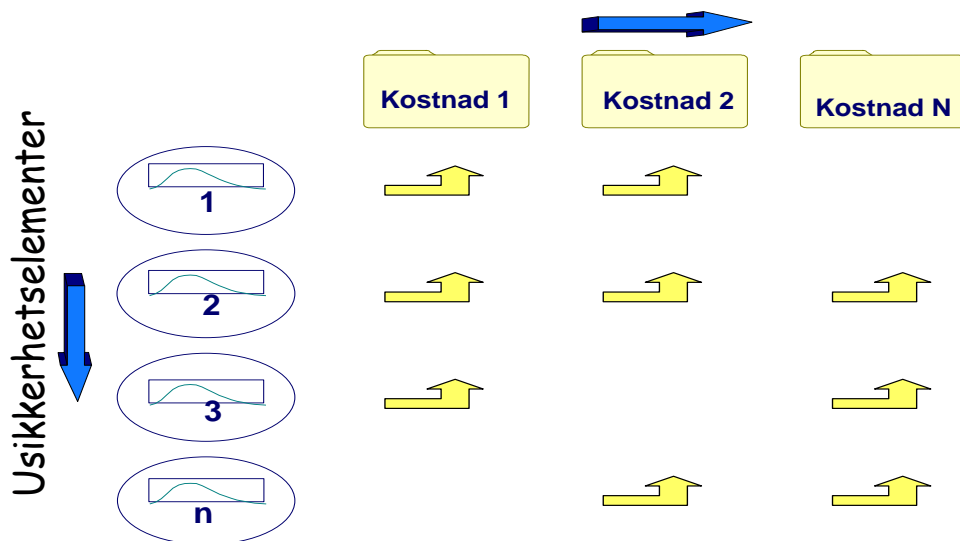 Kostnad 1
Kostnad 2
Kostnad N
Usikkerhetselementer
1
2
3
n